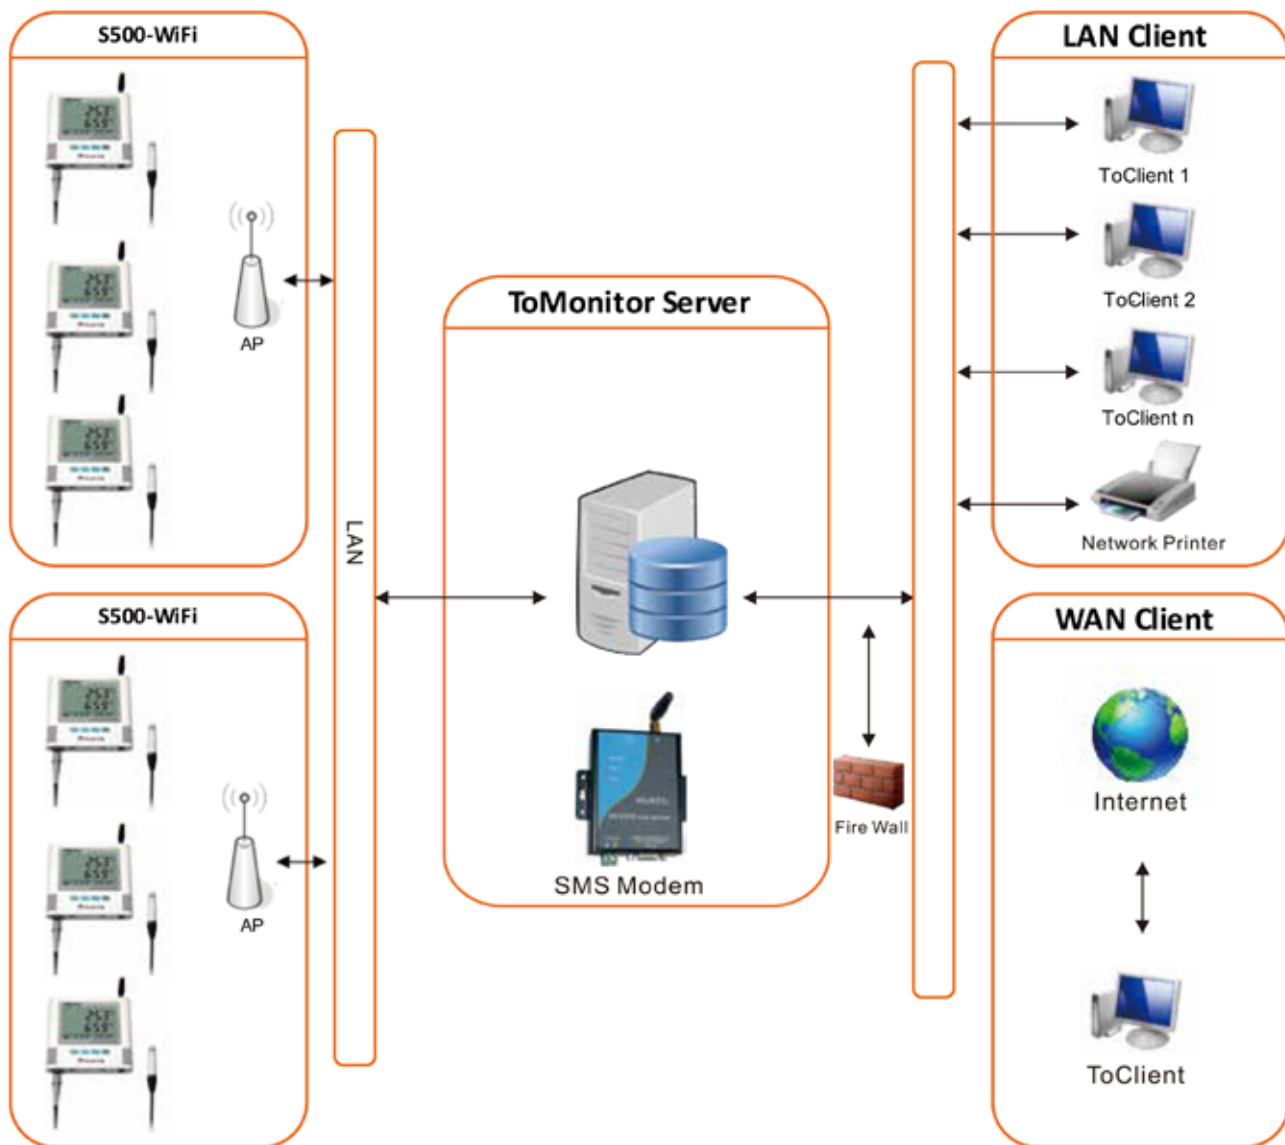 S500-WiFi
AP
S500-WiFi
AP
LAN
ToMonitor Server
SMS Modem
Fire Wall
LAN Client
ToClient 1
ToClient 2
ToClient n
Network Printer
WAN Client
Internet
ToClient